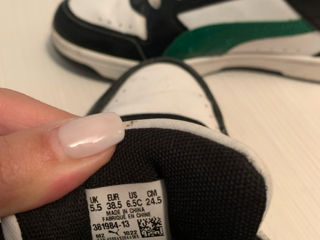 UK EUR US CM
5.5 38.5 6.5C 24.5
MADE IN CHINA
FABRIQUÉ EN CHINE
381984-13
1022